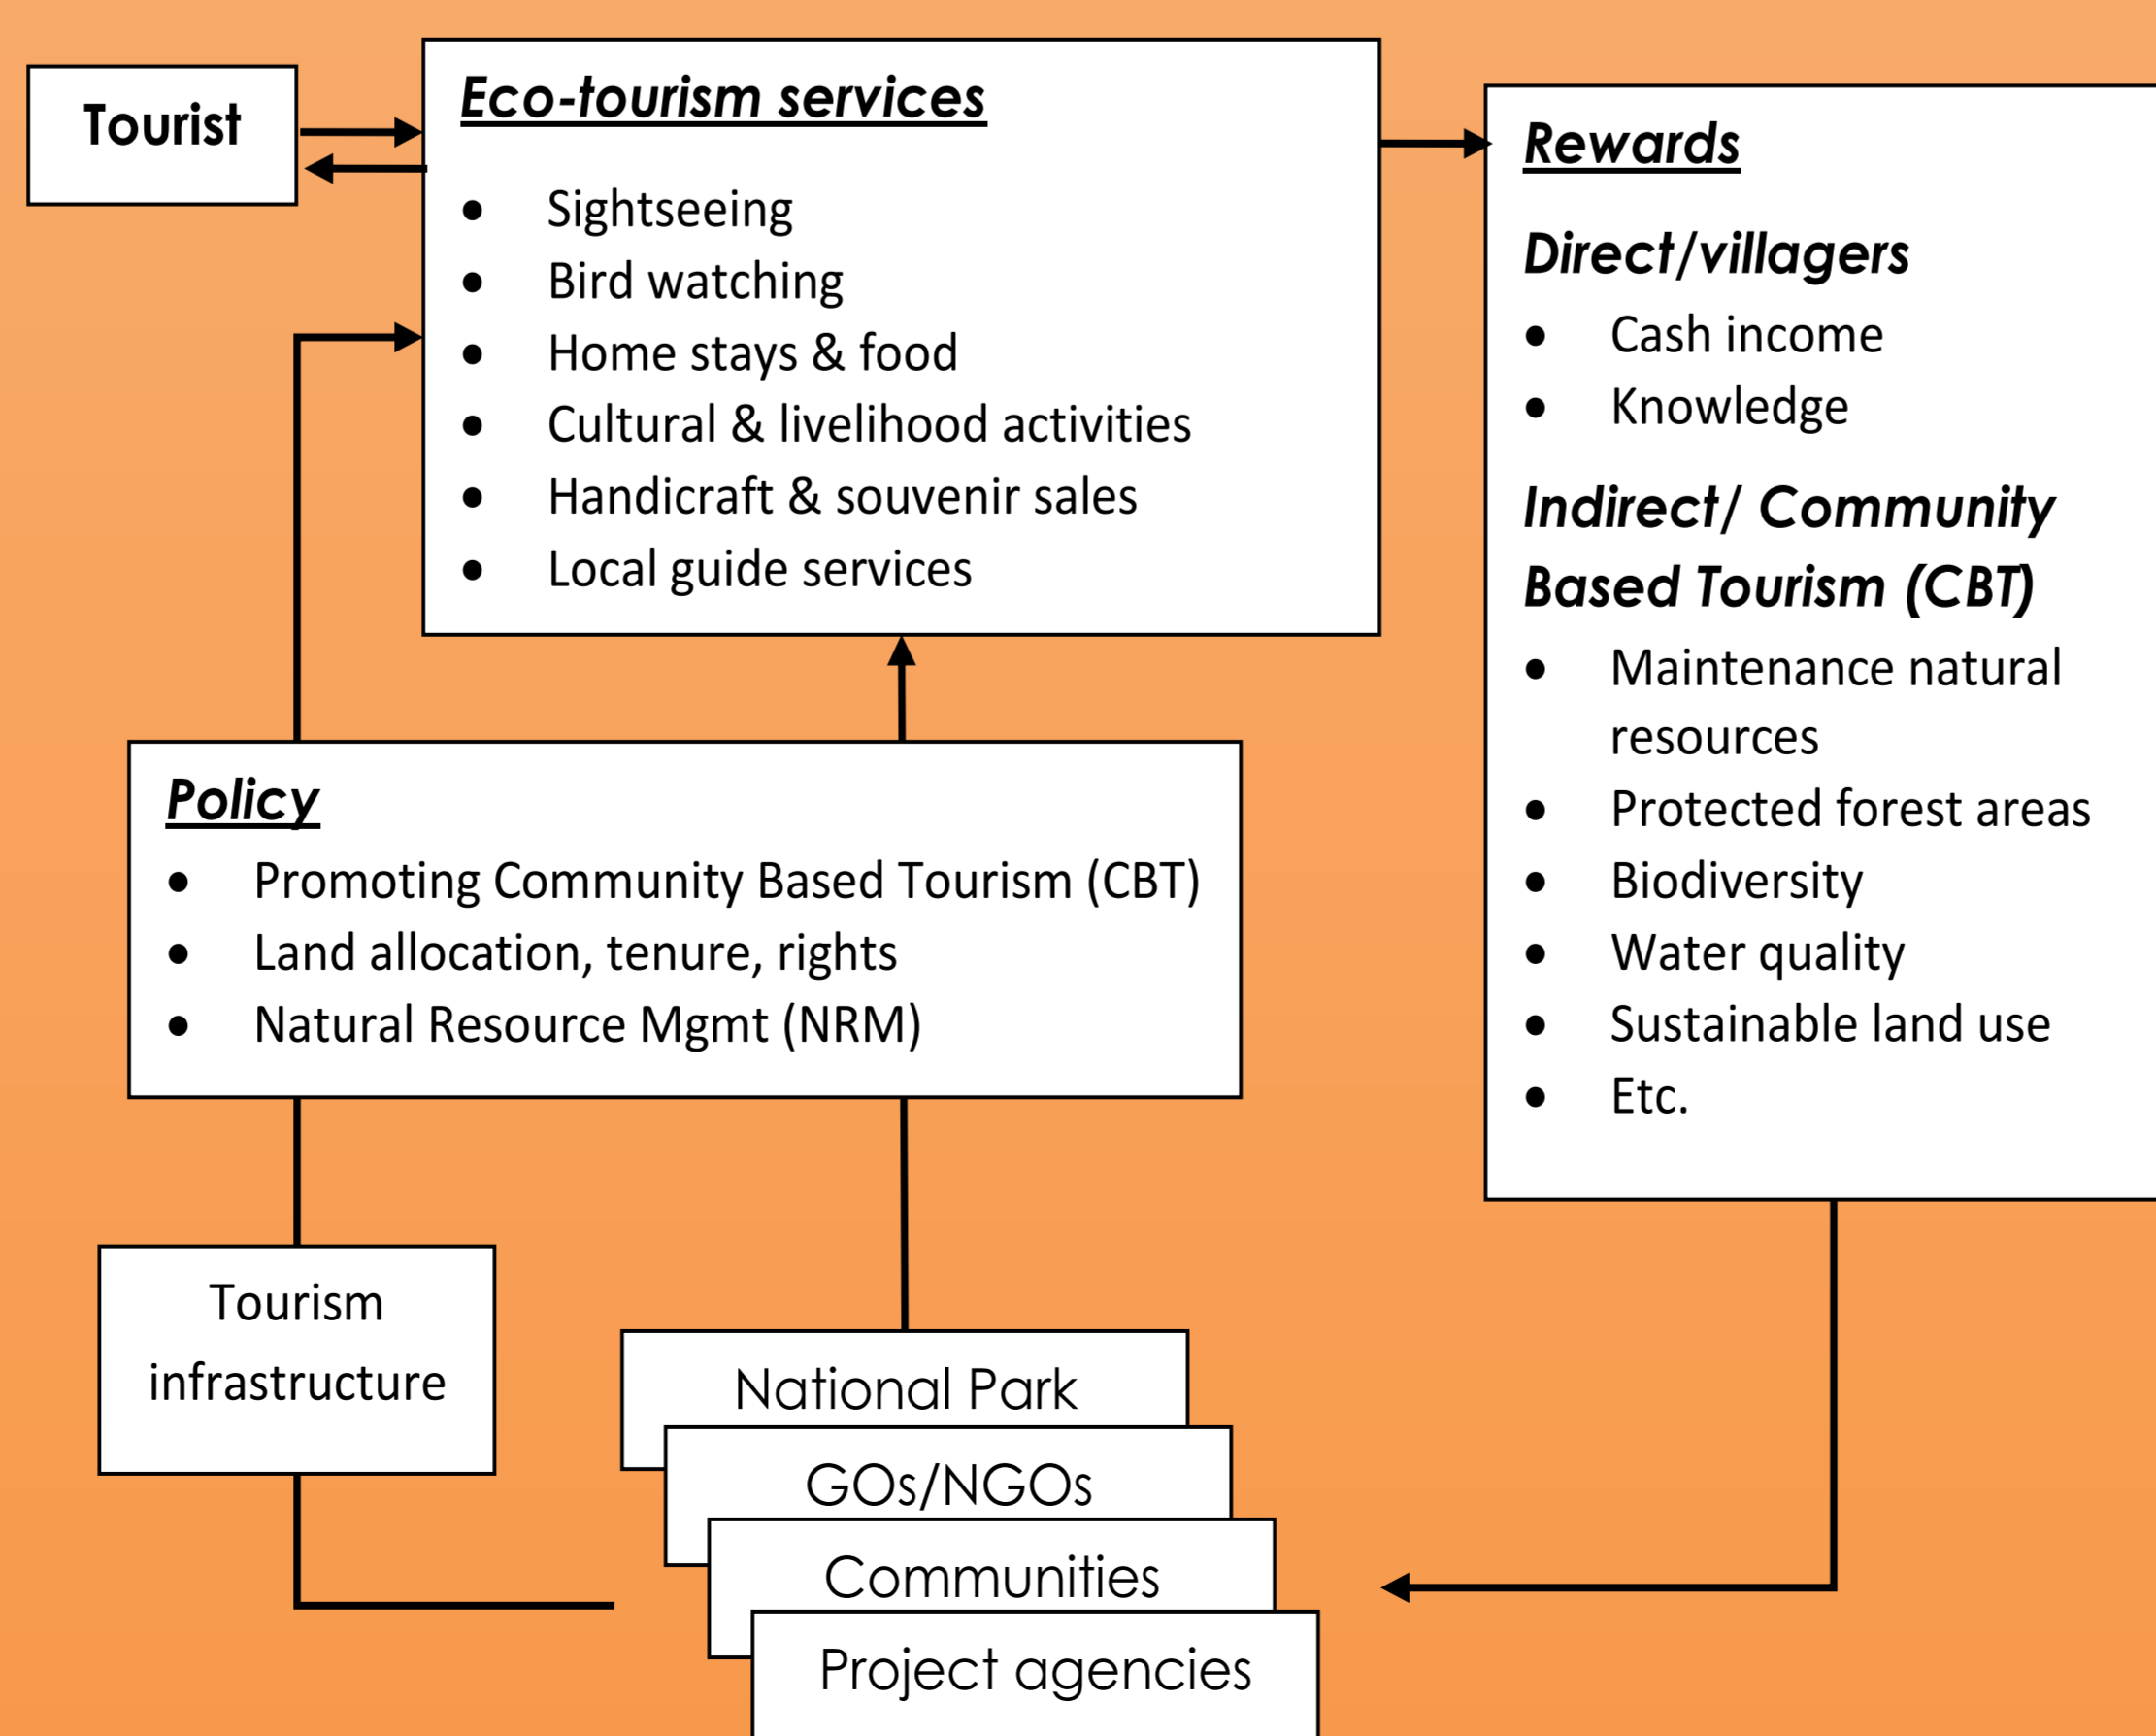 Tourist
Eco-tourism services
• Sightseeing
• Bird watching
• Home stays & food
• Cultural & livelihood activities
• Handicraft & souvenir sales
• Local guide services
Rewards
Direct/villagers
• Cash income
• Knowledge
Indirect/ Community
Based Tourism (CBT)
• Maintenance natural
resources
• Protected forest areas
• Biodiversity
• Water quality
• Sustainable land use
• Etc.
Policy
• Promoting Community Based Tourism (CBT)
• Land allocation, tenure, rights
• Natural Resource Mgmt (NRM)
Tourism
infrastructure
National Park
GOs/NGOs
Communities
Project agencies